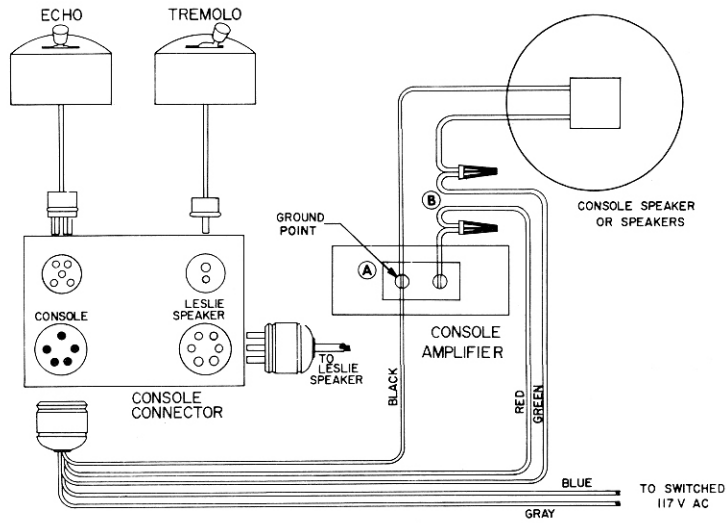 ECHO
TREMOLO
CONSOLE SPEAKER
OR SPEAKERS
GROUND
POINT
B
A
CONSOLE
LESLIE
SPEAKER
CONSOLE
AMPLIFIER
TO
LESLIE
SPEAKER
CONSOLE
CONNECTOR
BLACK
RED
GREEN
BLUE
GRAY
TO SWITCHED
117 V AC